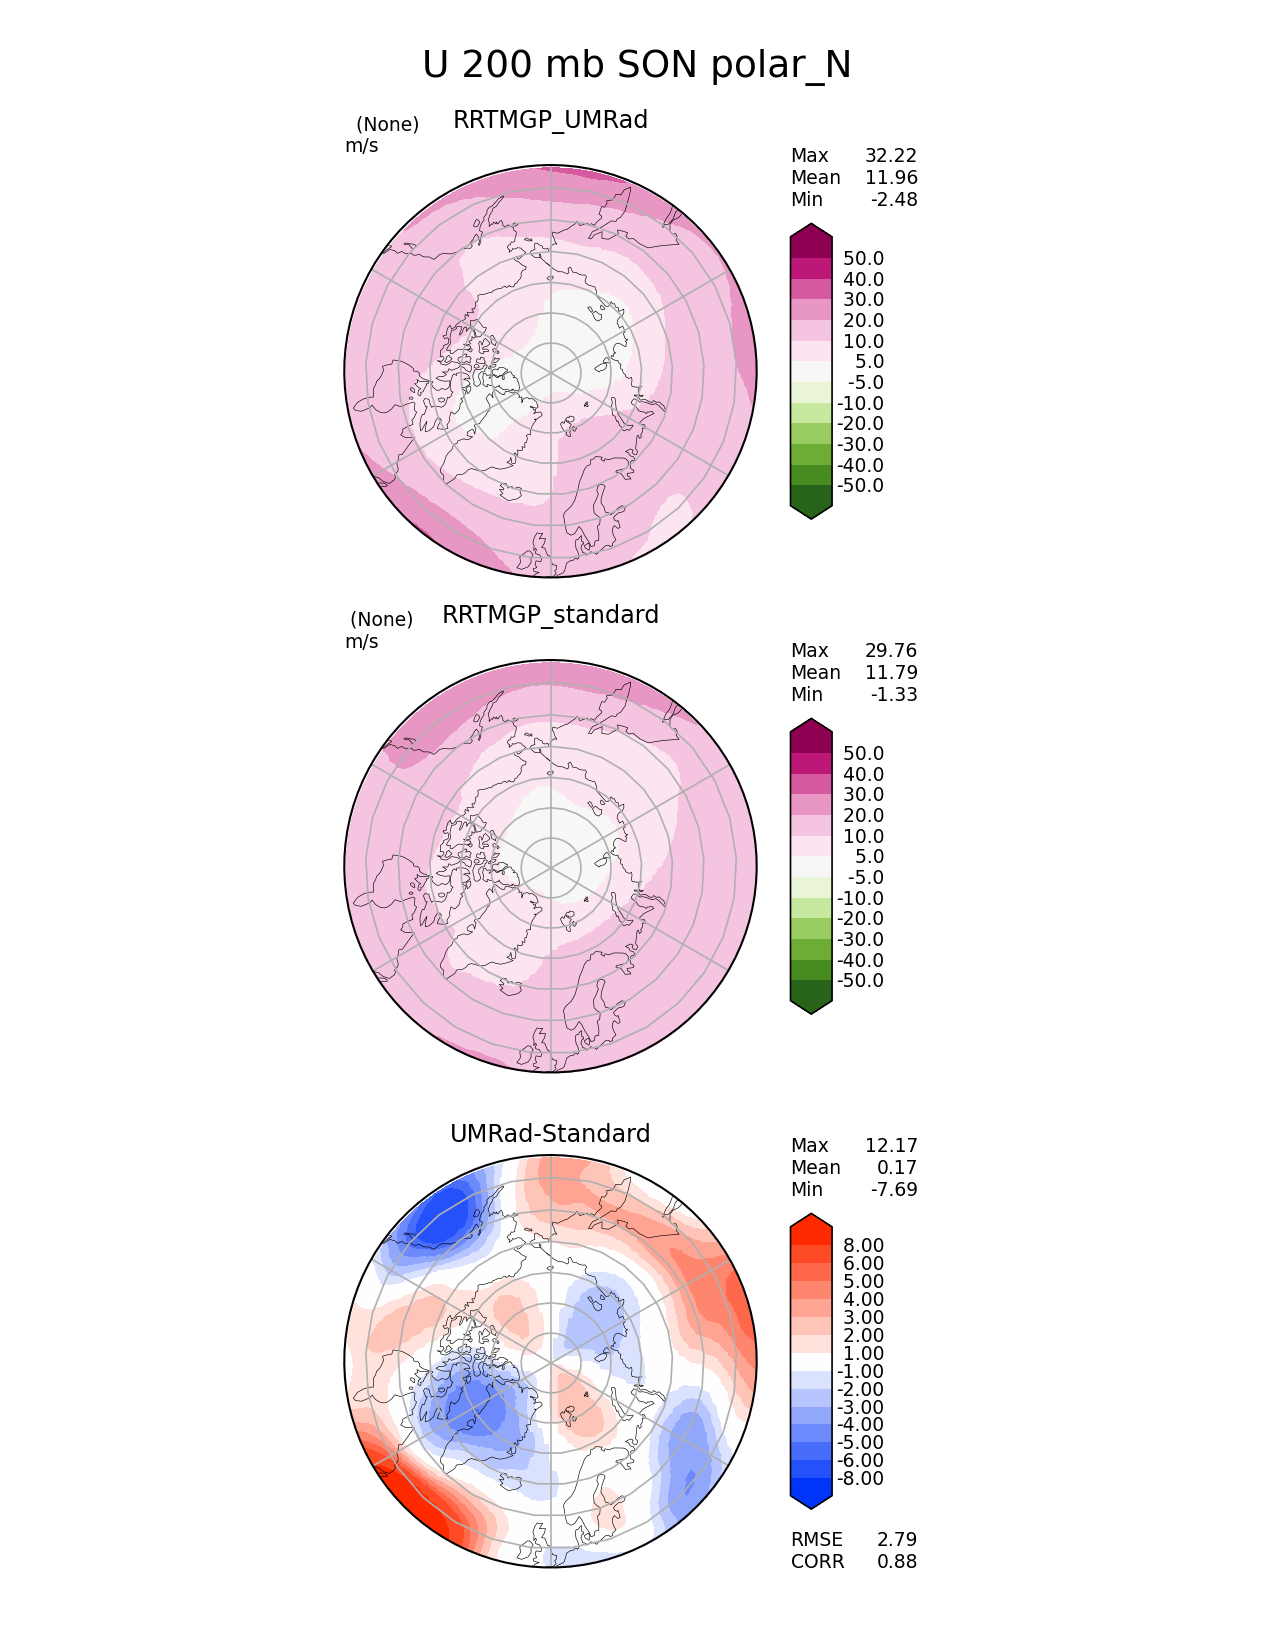 U 200 mb SON polar_N
(None)
RRTMGP_UMRad
m/s
Max 32.22
Mean 11.96
Min -2.48
50.0
40.0
30.0
20.0
10.0
5.0
-5.0
-10.0
-20.0
-30.0
-40.0
-50.0
(None)
RRTMGP_standard
m/s
Max 29.76
Mean 11.79
Min -1.33
50.0
40.0
30.0
20.0
10.0
5.0
-5.0
-10.0
-20.0
-30.0
-40.0
-50.0
UMRad-Standard
Max 12.17
Mean 0.17
Min -7.69
8.00
6.00
5.00
4.00
3.00
2.00
1.00
-1.00
-2.00
-3.00
-4.00
-5.00
-6.00
-8.00
RMSE 2.79
CORR 0.88